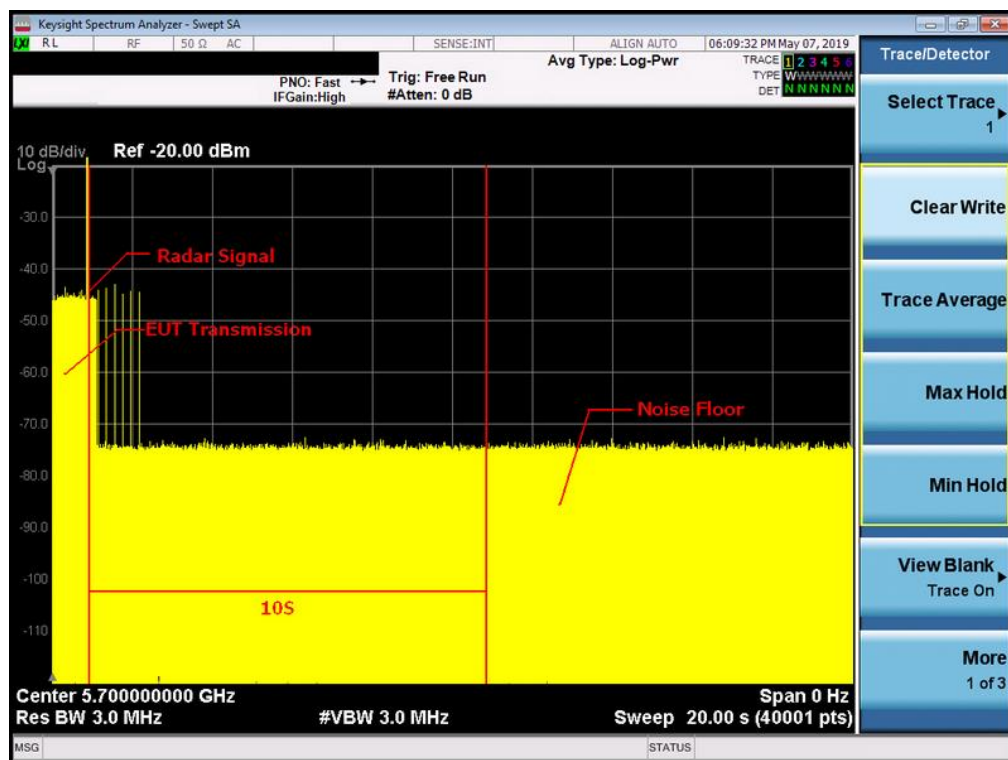 Keysight Spectrum Analyzer - Swept SA
LXI RL RF 50 Ω AC SENSE:INT ALIGN AUTO 06:09:32 PM May 07, 2019
Avg Type: Log-Pwr TRACE 1 2 3 4 5 6
PNO: Fast Trig: Free Run TYPE WWWWWW
IFGain:High #Atten: 0 dB DET N N N N N N
10 dB/div Ref -20.00 dBm
Log
-30.0
-40.0
-50.0
-60.0
-70.0
-80.0
-90.0
-100
-110
Radar Signal
EUT Transmission
Noise Floor
10S
Center 5.700000000 GHz Span 0 Hz
Res BW 3.0 MHz #VBW 3.0 MHz Sweep 20.00 s (40001 pts)
MSG STATUS
Trace/Detector
Select Trace
1
Clear Write
Trace Average
Max Hold
Min Hold
View Blank
Trace On
More
1 of 3